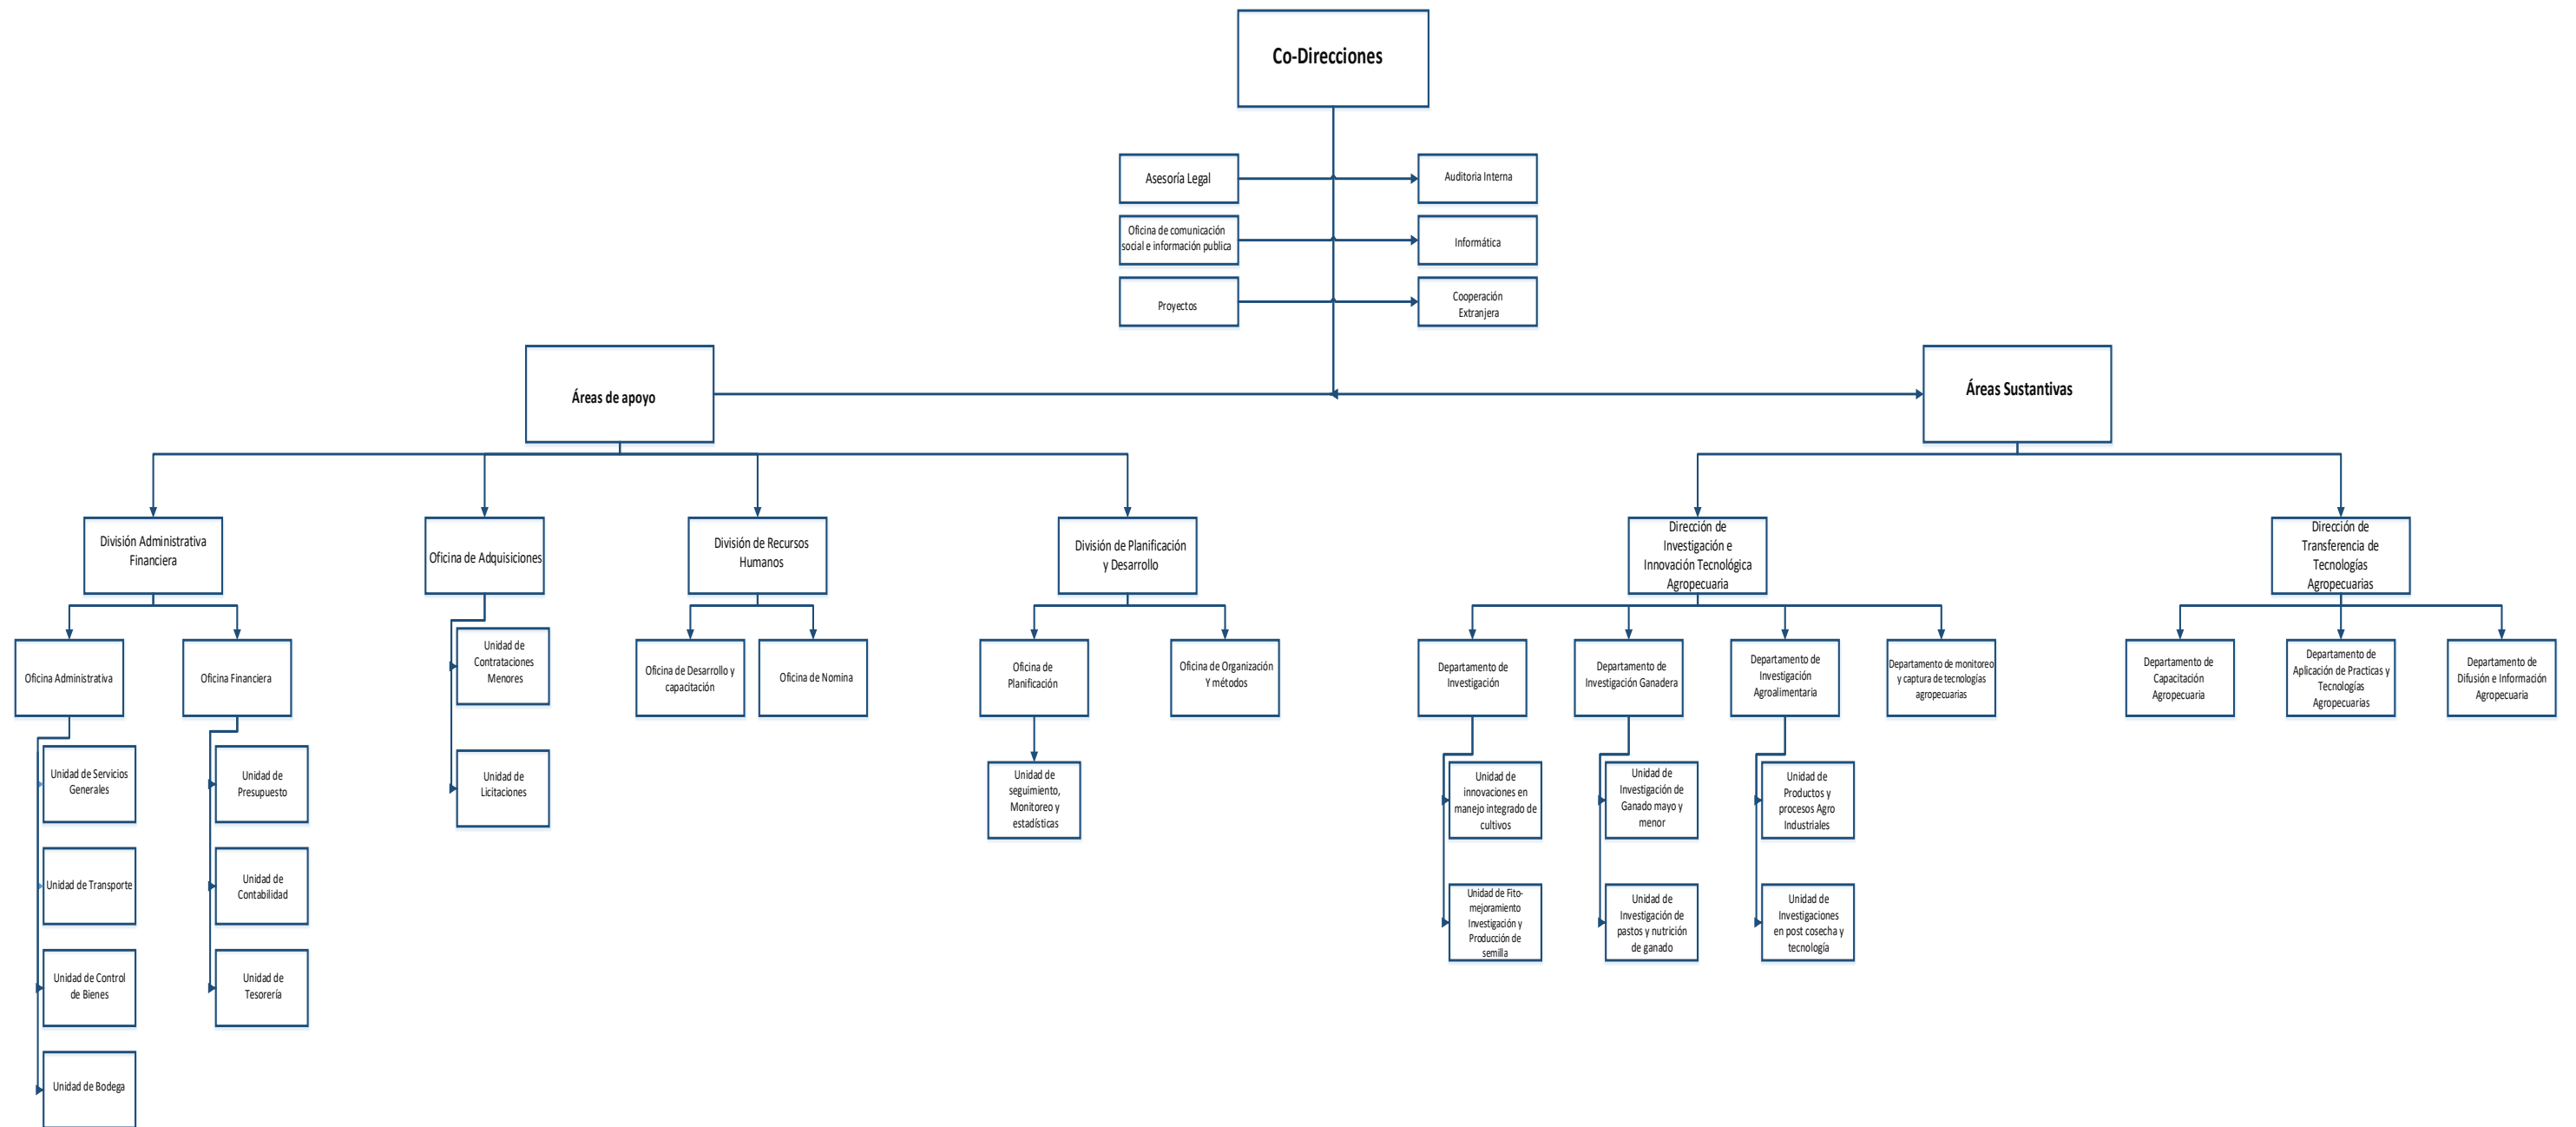 Co-Direcciones
Asesoría Legal
Auditoria Interna
Oficina de comunicación
social e información publica
Informática
Proyectos
Cooperación
Extranjera
Áreas de apoyo
Áreas Sustantivas
División Administrativa
Financiera
Oficina de Adquisiciones
División de Recursos
Humanos
División de Planificación
y Desarrollo
Dirección de
Investigación e
Innovación Tecnológica
Agropecuaria
Dirección de
Transferencia de
Tecnologías
Agropecuarias
Oficina Administrativa
Oficina Financiera
Unidad de
Contrataciones
Menores
Oficina de Desarrollo y
capacitación
Oficina de Nomina
Oficina de
Planificación
Oficina de Organización
Y métodos
Departamento de
Investigación
Departamento de
Investigación Ganadera
Departamento de
Investigación
Agroalimentaria
Departamento de monitoreo
y captura de tecnologías
agropecuarias
Departamento de
Capacitación
Agropecuaria
Departamento de
Aplicación de Practicas y
Tecnologías
Agropecuarias
Departamento de
Difusión e Información
Agropecuaria
Unidad de Servicios
Generales
Unidad de
Presupuesto
Unidad de
Licitaciones
Unidad de
seguimiento,
Monitoreo y
estadísticas
Unidad de
innovaciones en
manejo integrado de
cultivos
Unidad de
Investigación de
Ganado mayo y
menor
Unidad de
Productos y
procesos Agro
Industriales
Unidad de Transporte
Unidad de
Contabilidad
Unidad de Fito-
mejoramiento
Investigación y
Producción de
semilla
Unidad de
Investigación de
pastos y nutrición
de ganado
Unidad de
Investigaciones
en post cosecha y
tecnología
Unidad de Control
de Bienes
Unidad de
Tesorería
Unidad de Bodega